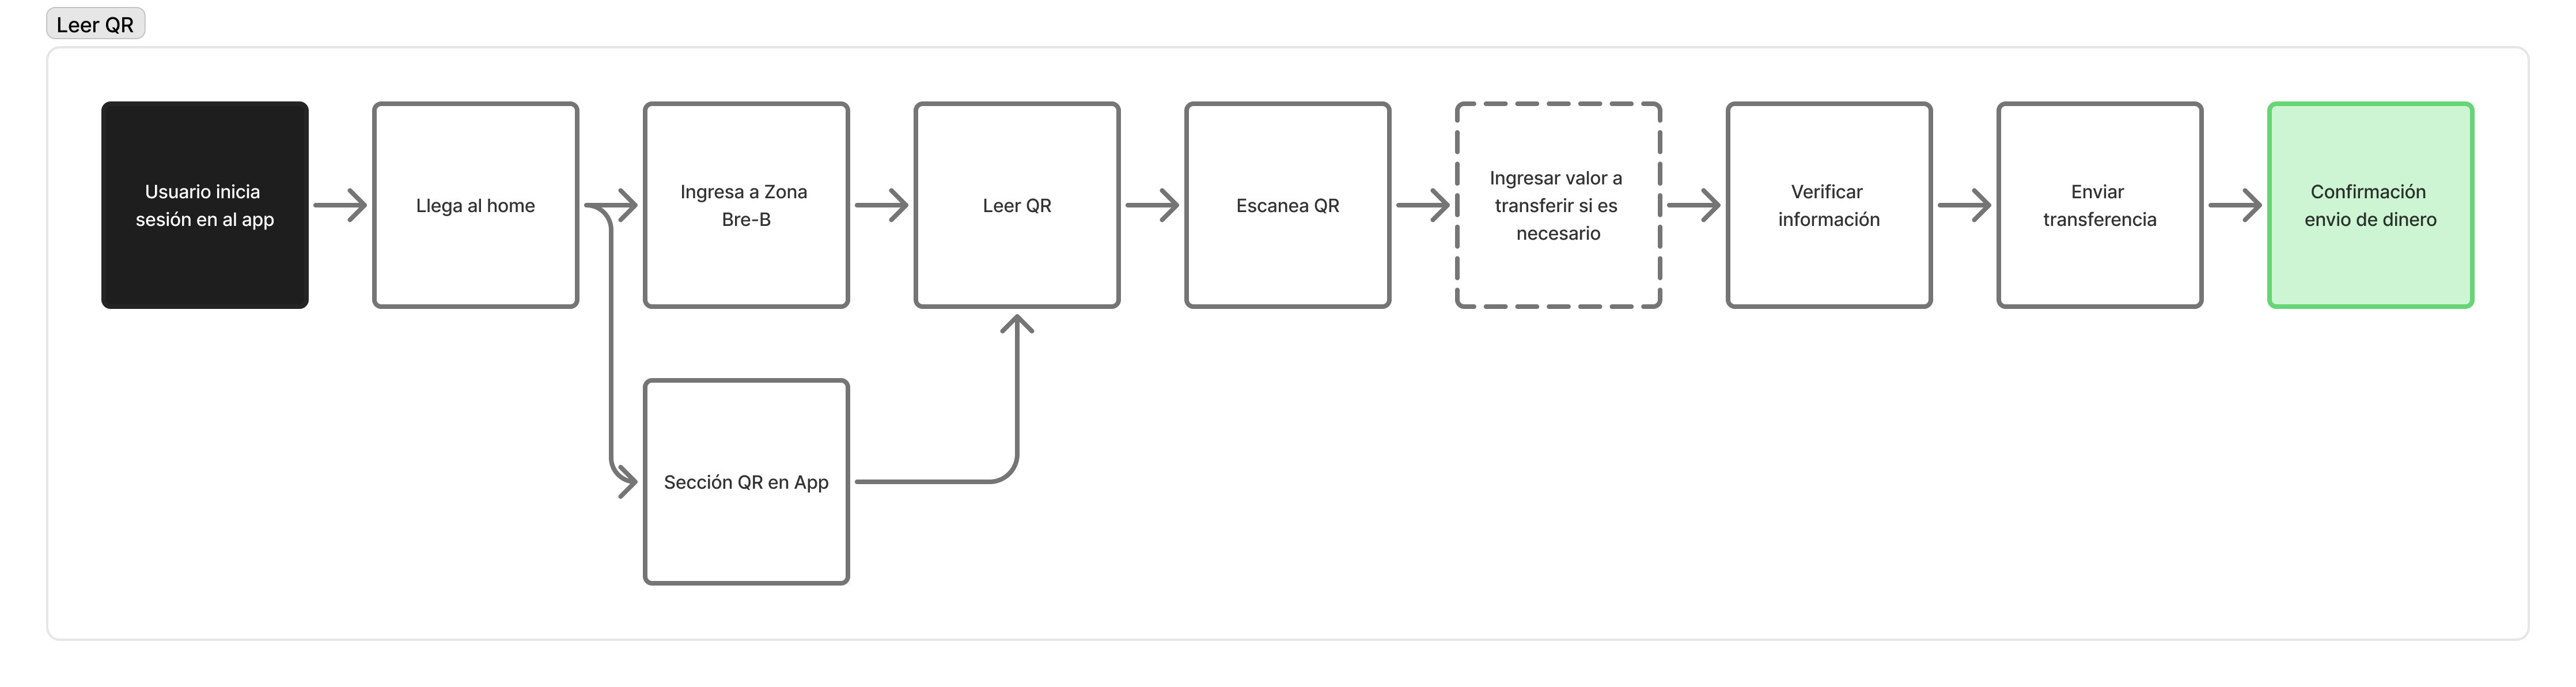 Leer QR
Usuario inicia
sesión en al app
Llega al home
Ingresa a Zona
Bre-B
Leer QR
Escanea QR
Ingresar valor a
transferir si es
necesario
Verificar
información
Enviar
transferencia
Confirmación
envio de dinero
Sección QR en App